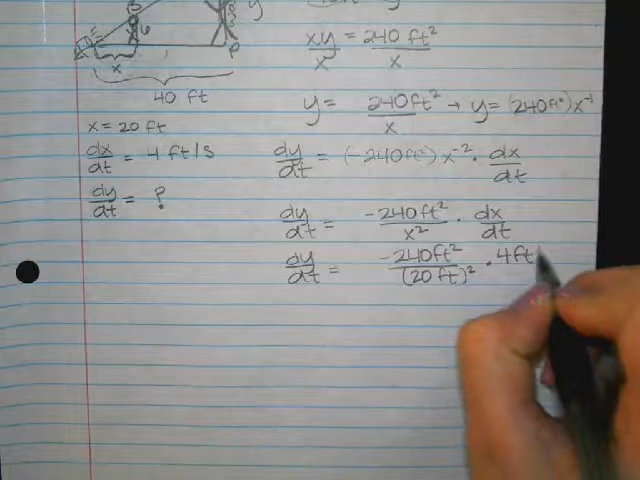 y
6
x
P
40 ft
x = 20 ft
dx/dt = 4 ft/s
dy/dt = ?
xy/x = 240 ft²/x
y = 240 ft²/x → y = (240 ft²) x⁻¹
dy/dt = (-240 ft²) x⁻² · dx/dt
dy/dt = -240 ft²/x² · dx/dt
dy/dt = -240 ft²/(20 ft)² · 4 ft